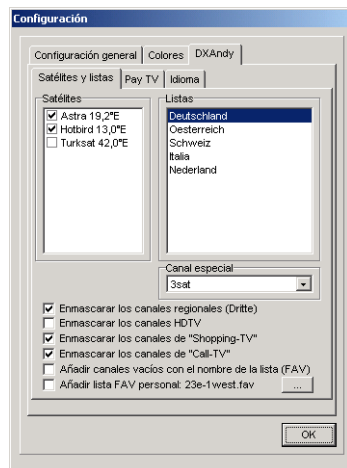 Configuración
Configuración general Colores DXAndy
Satélites y listas Pay TV Idioma
Satélites
Astra 19,2°E
Hotbird 13,0°E
Turksat 42,0°E
Listas
Deutschland
Oesterreich
Schweiz
Italia
Nederland
Canal especial
3sat
Enmascarar los canales regionales (Dritte)
Enmascarar los canales HDTV
Enmascarar los canales de "Shopping-TV"
Enmascarar los canales de "Call-TV"
Añadir canales vacíos con el nombre de la lista (FAV)
Añadir lista FAV personal: 23e-1west.fav ...
OK